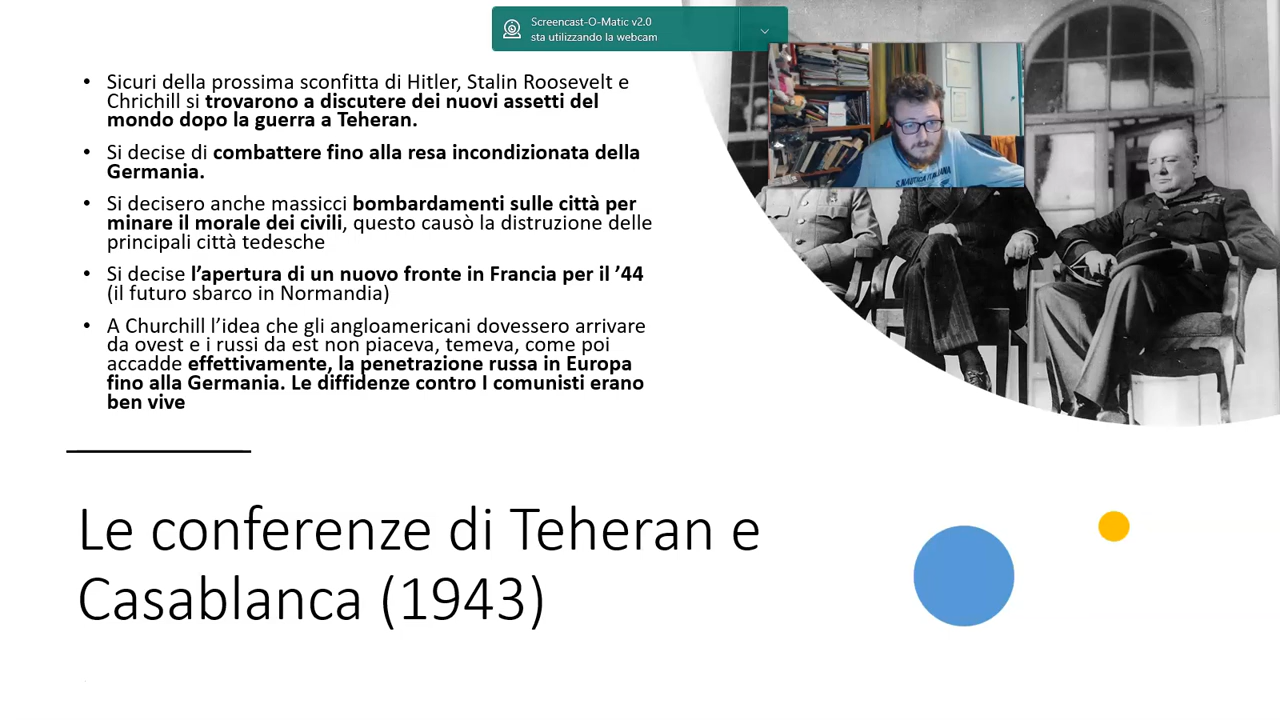 Screencast-O-Matic v2.0
sta utilizzando la webcam
• Sicuri della prossima sconfitta di Hitler, Stalin Roosevelt e
Chrichill si trovarono a discutere dei nuovi assetti del
mondo dopo la guerra a Teheran.
• Si decise di combattere fino alla resa incondizionata della
Germania.
• Si decisero anche massicci bombardamenti sulle città per
minare il morale dei civili, questo causò la distruzione delle
principali città tedesche
• Si decise l’apertura di un nuovo fronte in Francia per il ’44
(il futuro sbarco in Normandia)
• A Churchill l’idea che gli angloamericani dovessero arrivare
da ovest e i russi da est non piaceva, temeva, come poi
accadde effettivamente, la penetrazione russa in Europa
fino alla Germania. Le diffidenze contro I comunisti erano
ben vive
S. NAUTICA ITALIANA
Le conferenze di Teheran e
Casablanca (1943)